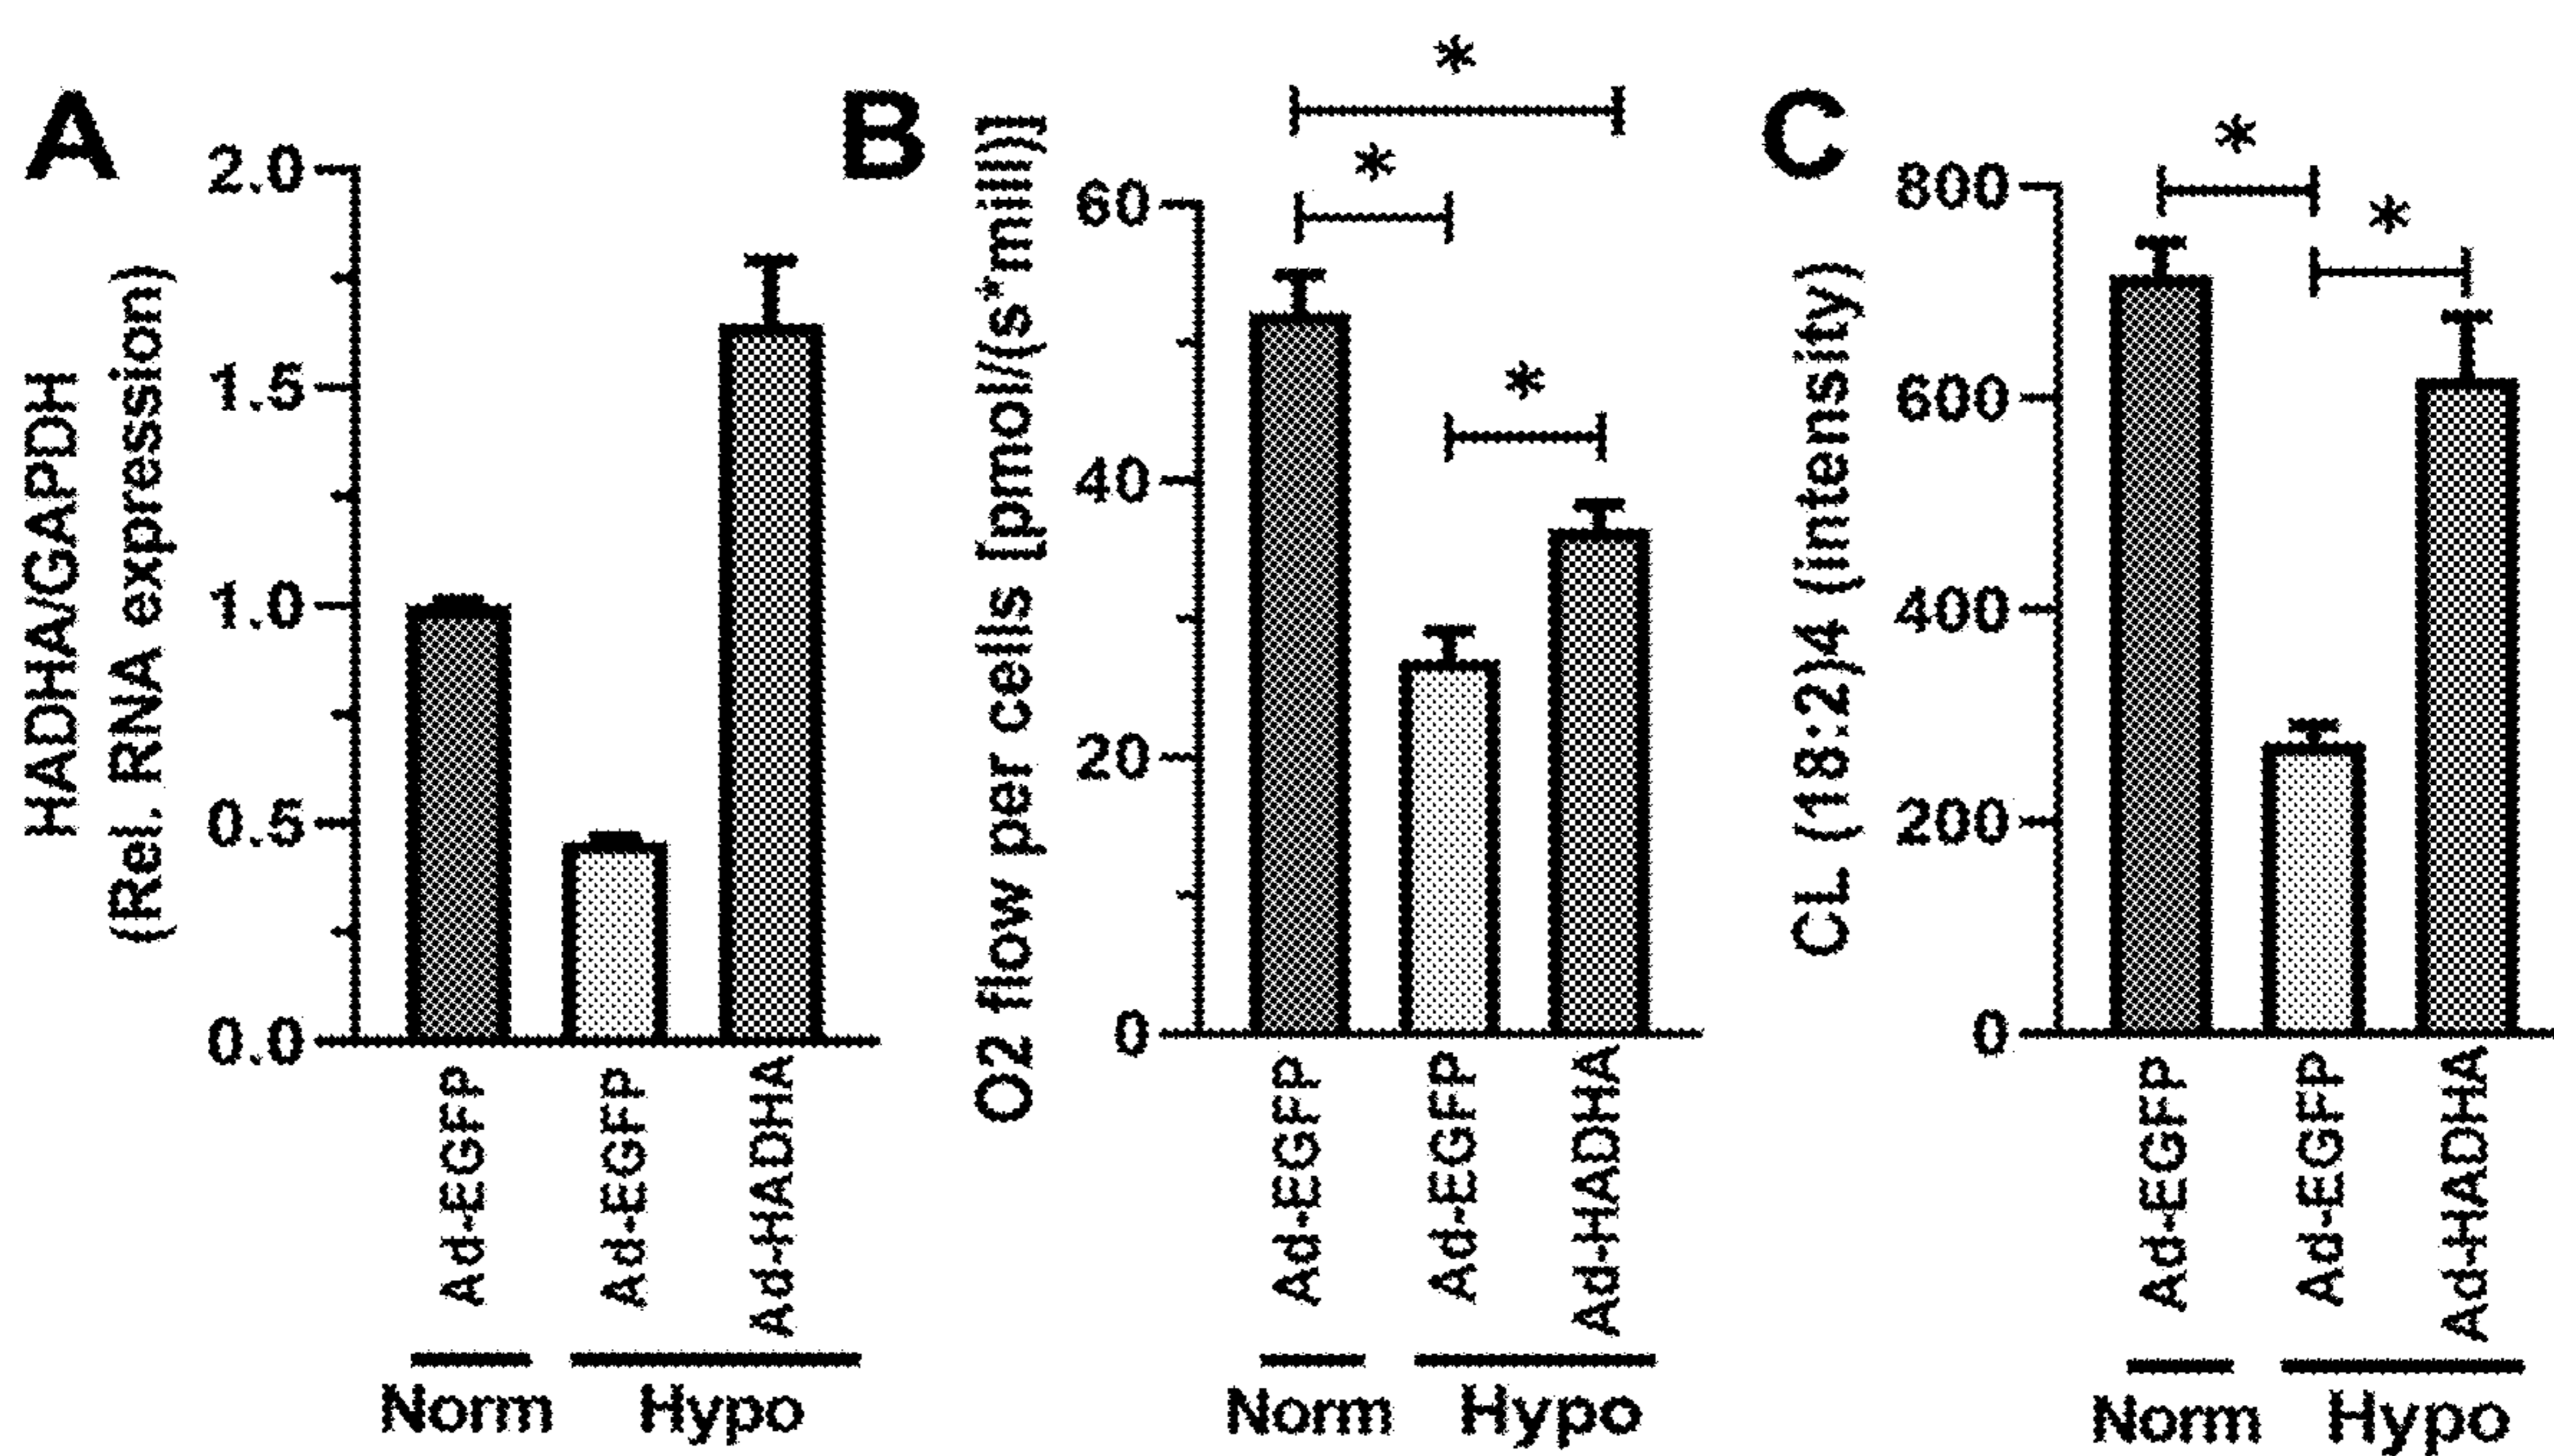 A
HADHA/GAPDH
(Rel. RNA expression)
2.0
1.5
1.0
0.5
0.0
Ad-EGFP
Ad-EGFP
Ad-HADHA
Norm
Hypo
B
O2 flow per cells [pmol/(s*mill)]
60
40
20
0
*
*
*
Ad-EGFP
Ad-EGFP
Ad-HADHA
Norm
Hypo
C
CL (18:2)4 (intensity)
800
600
400
200
0
*
*
Ad-EGFP
Ad-EGFP
Ad-HADHA
Norm
Hypo